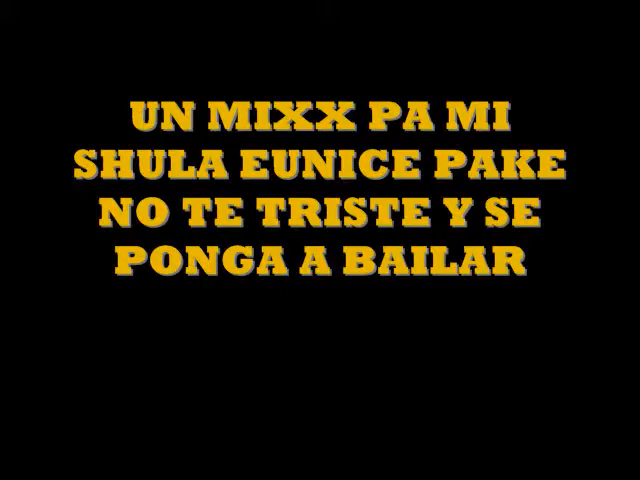 UN MIXX PA MI
SHULA EUNICE PAKE
NO TE TRISTE Y SE
PONGA A BAILAR